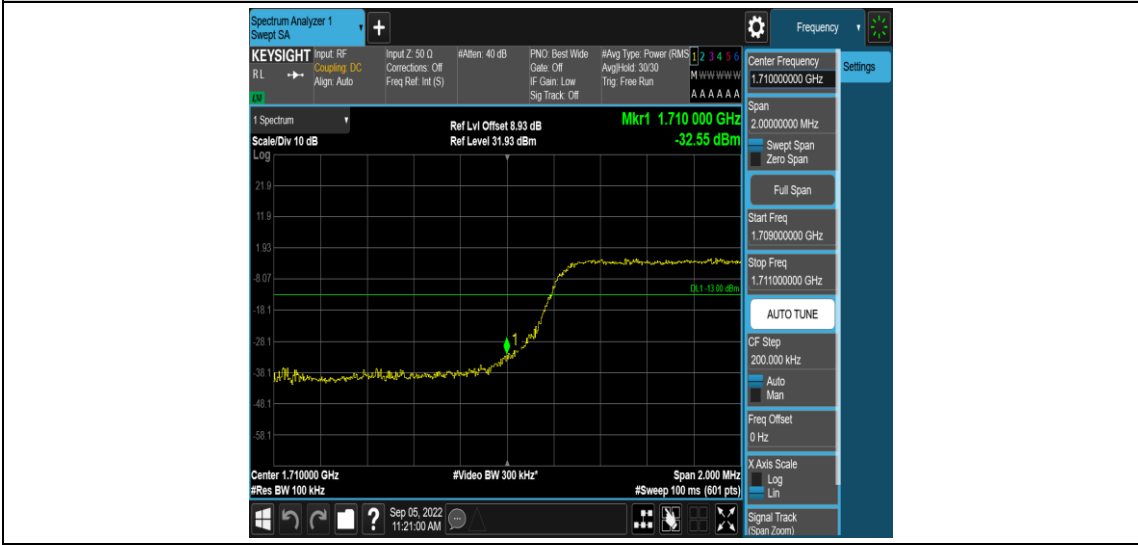 Spectrum Analyzer 1
Swept SA
+
Frequency
KEYSIGHT
RL
LM
Input: RF
Coupling: DC
Align: Auto
Input Z: 50 Ω
Corrections: Off
Freq Ref: Int (S)
#Atten: 40 dB
PNO: Best Wide
Gate: Off
IF Gain: Low
Sig Track: Off
#Avg Type: Power (RMS
Avg|Hold: 30/30
Trig: Free Run
1 2 3 4 5 6
M W W W W W
A A A A A A
1 Spectrum
Scale/Div 10 dB
Log
Ref Lvl Offset 8.93 dB
Ref Level 31.93 dBm
Mkr1 1.710 000 GHz
-32.55 dBm
21.9
11.9
1.93
-8.07
-18.1
-28.1
-38.1
-48.1
-58.1
DL1 -13.00 dBm
1
Center 1.710000 GHz
#Res BW 100 kHz
#Video BW 300 kHz*
Span 2.000 MHz
#Sweep 100 ms (601 pts)
Center Frequency
1.710000000 GHz
Settings
Span
2.00000000 MHz
Swept Span
Zero Span
Full Span
Start Freq
1.709000000 GHz
Stop Freq
1.711000000 GHz
AUTO TUNE
CF Step
200.000 kHz
Auto
Man
Freq Offset
0 Hz
X Axis Scale
Log
Lin
Signal Track
(Span Zoom)
?
Sep 05, 2022
11:21:00 AM